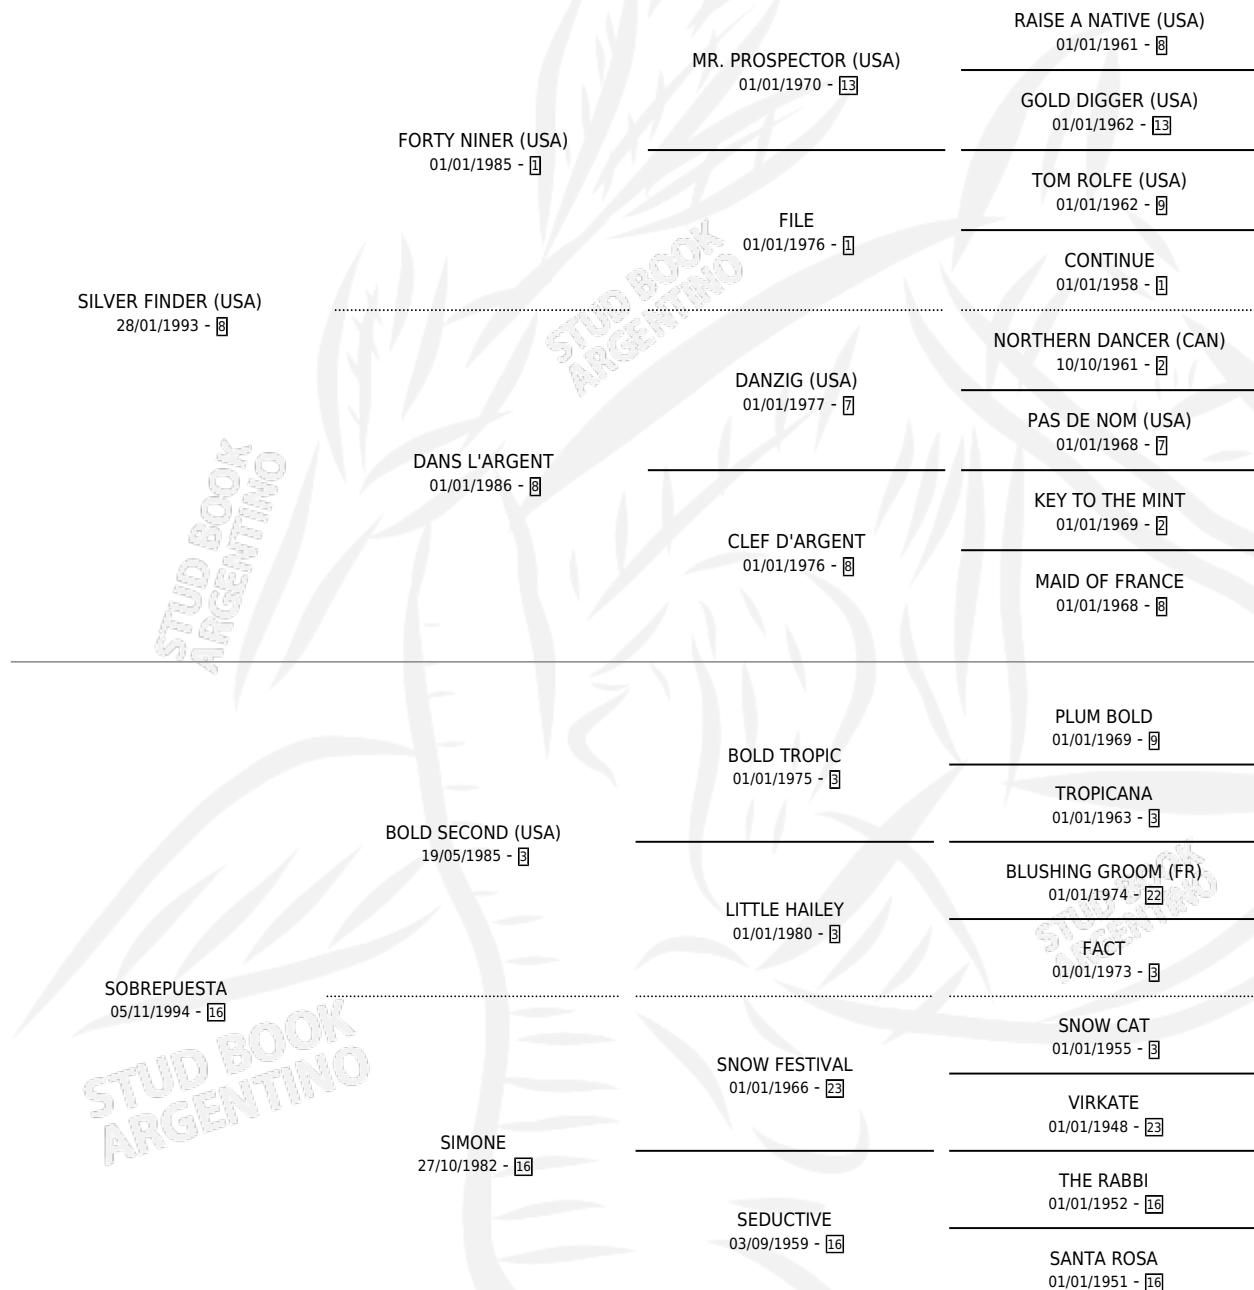 RAISE A NATIVE (USA)
01/01/1961 - 8
MR. PROSPECTOR (USA)
01/01/1970 - 13
GOLD DIGGER (USA)
01/01/1962 - 13
FORTY NINER (USA)
01/01/1985 - 1
TOM ROLFE (USA)
01/01/1962 - 9
FILE
01/01/1976 - 1
CONTINUE
01/01/1958 - 1
SILVER FINDER (USA)
28/01/1993 - 8
NORTHERN DANCER (CAN)
10/10/1961 - 2
DANZIG (USA)
01/01/1977 - 7
PAS DE NOM (USA)
01/01/1968 - 7
DANS L'ARGENT
01/01/1986 - 8
KEY TO THE MINT
01/01/1969 - 2
CLEF D'ARGENT
01/01/1976 - 8
MAID OF FRANCE
01/01/1968 - 8
PLUM BOLD
01/01/1969 - 9
BOLD TROPIC
01/01/1975 - 3
TROPICANA
01/01/1963 - 3
BOLD SECOND (USA)
19/05/1985 - 3
BLUSHING GROOM (FR)
01/01/1974 - 22
LITTLE HAILEY
01/01/1980 - 3
FACT
01/01/1973 - 3
SOBREPUESTA
05/11/1994 - 16
SNOW CAT
01/01/1955 - 3
SNOW FESTIVAL
01/01/1966 - 23
VIRKATE
01/01/1948 - 23
SIMONE
27/10/1982 - 16
THE RABBI
01/01/1952 - 16
SEDUCTIVE
03/09/1959 - 16
SANTA ROSA
01/01/1951 - 16
STUD BOOK
ARGENTINO
STUD BOOK
ARGENTINO
STUD BOOK
ARGENTINO
STUD BOOK
ARGENTINO